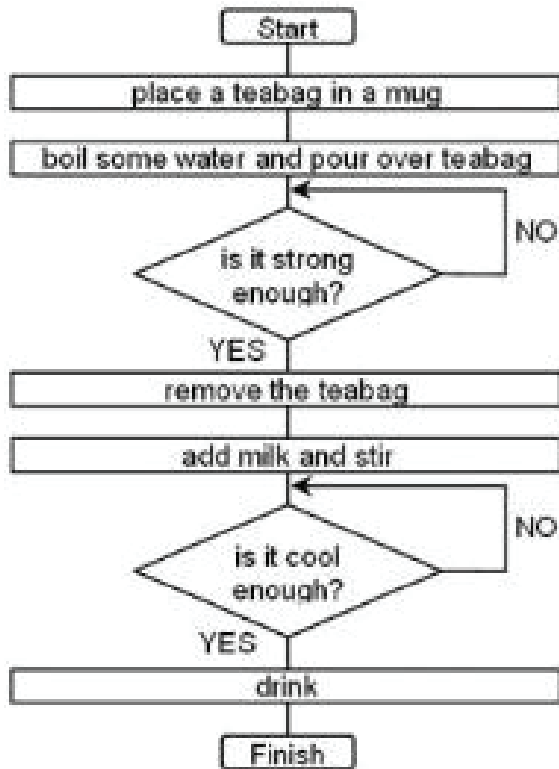 Start
place a teabag in a mug
boil some water and pour over teabag
NO
is it strong
enough?
YES
remove the teabag
add milk and stir
NO
is it cool
enough?
YES
drink
Finish